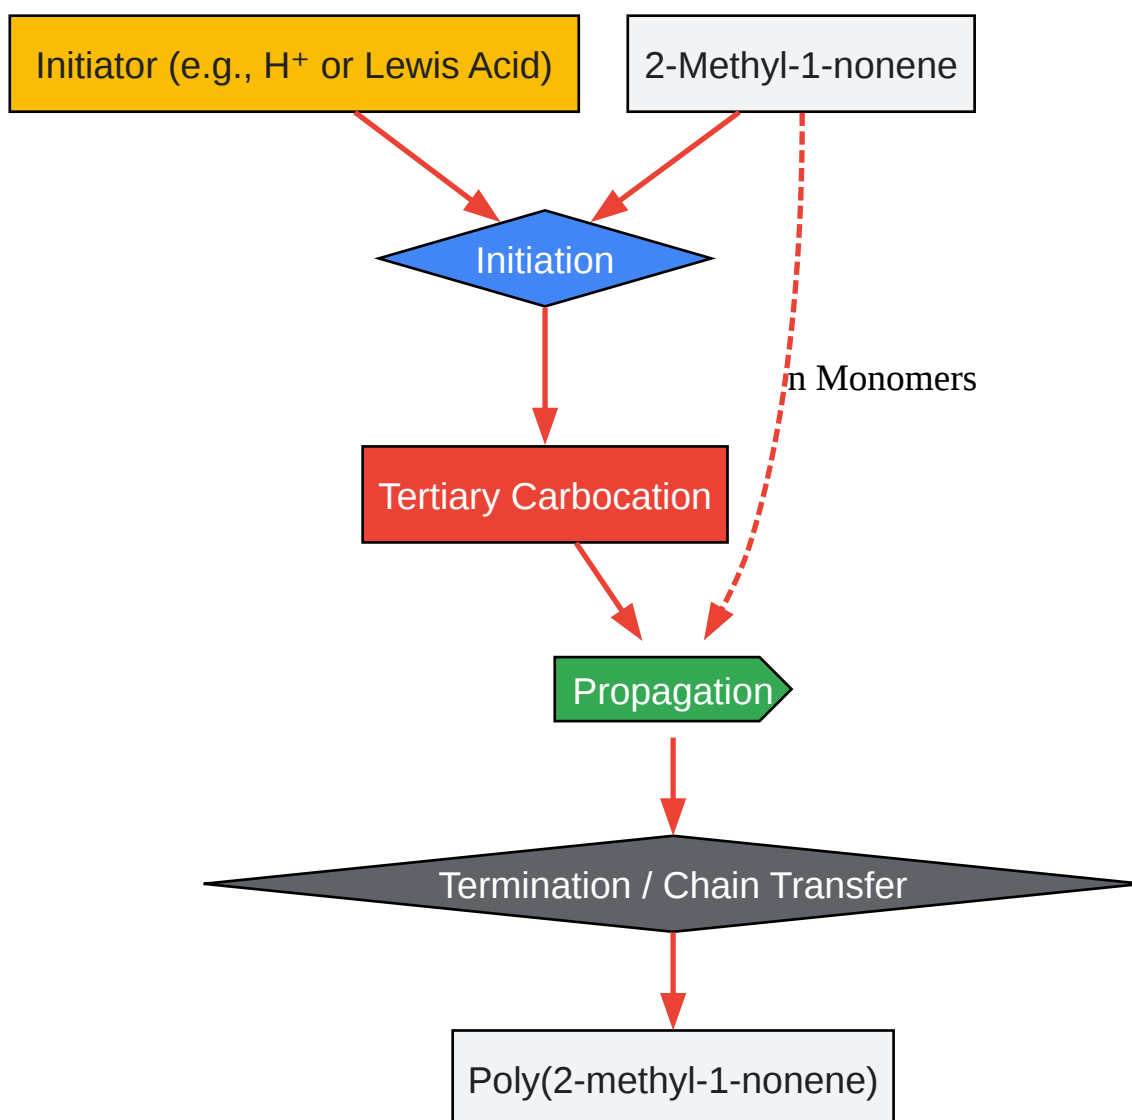 Initiator (e.g., H⁺ or Lewis Acid)
2-Methyl-1-nonene
Initiation
n Monomers
Tertiary Carbocation
Propagation
Termination / Chain Transfer
Poly(2-methyl-1-nonene)